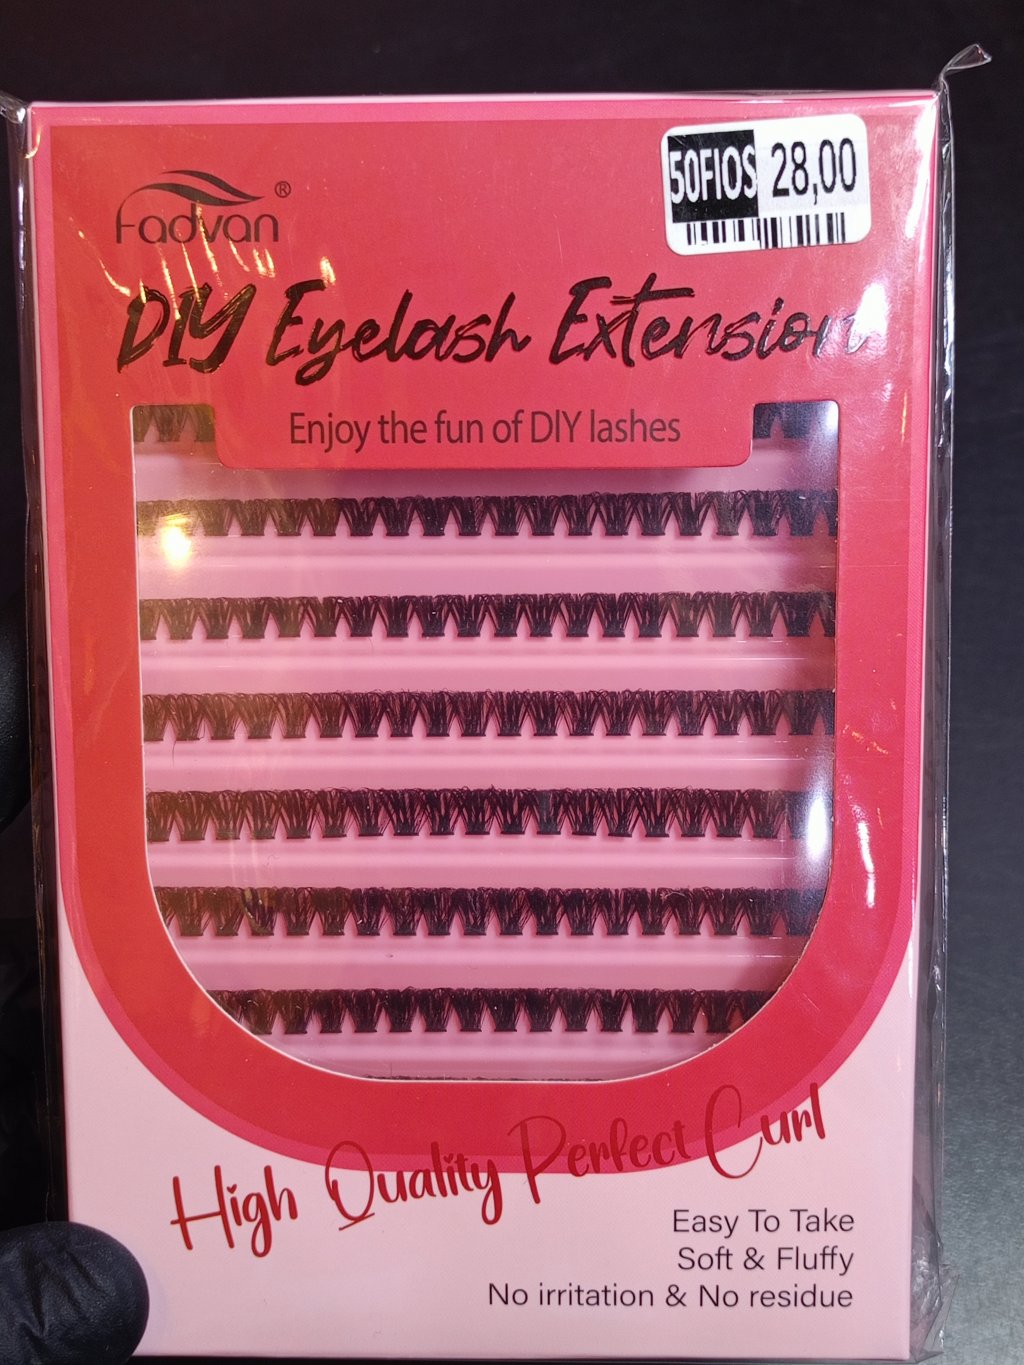 50FIOS 28,00
Fadvan®
DIY Eyelash Extension
Enjoy the fun of DIY lashes
High Quality Perfect Curl
Easy To Take
Soft & Fluffy
No irritation & No residue